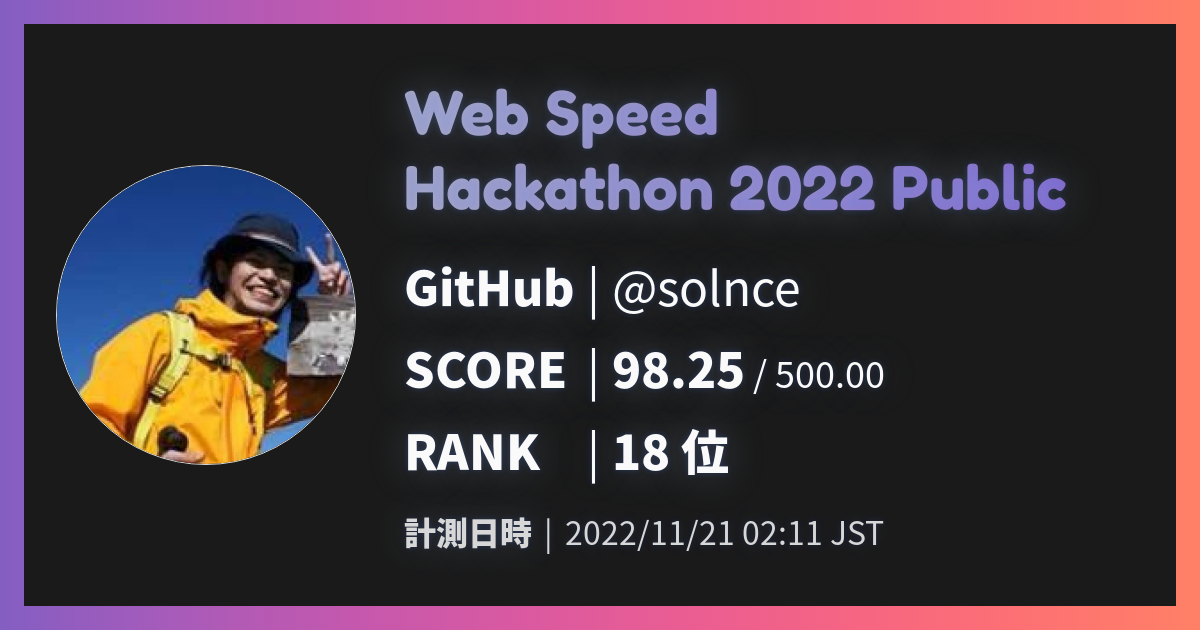 Web Speed
Hackathon 2022 Public
GitHub | @solnce
SCORE | 98.25 / 500.00
RANK | 18 位
計測日時 | 2022/11/21 02:11 JST